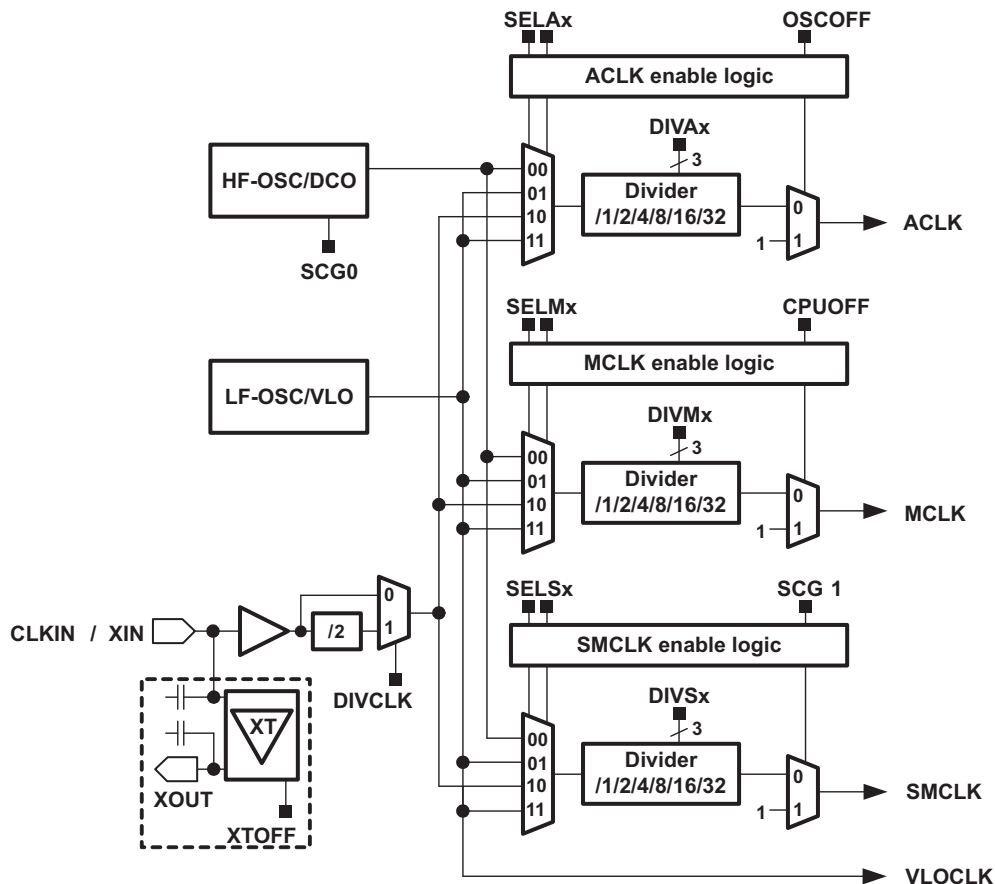 SELAx
OSCOFF
ACLK enable logic
DIVAx
3
HF-OSC/DCO
00
01
10
11
Divider
/1/2/4/8/16/32
0
1
1
ACLK
SCG0
SELMx
CPUOFF
MCLK enable logic
LF-OSC/VLO
DIVMx
3
00
01
10
11
Divider
/1/2/4/8/16/32
0
1
1
MCLK
SELSx
SCG 1
0
1
/2
CLKIN / XIN
SMCLK enable logic
DIVCLK
DIVSx
3
XT
00
01
10
11
Divider
/1/2/4/8/16/32
0
1
1
SMCLK
XOUT
XTOFF
VLOCLK